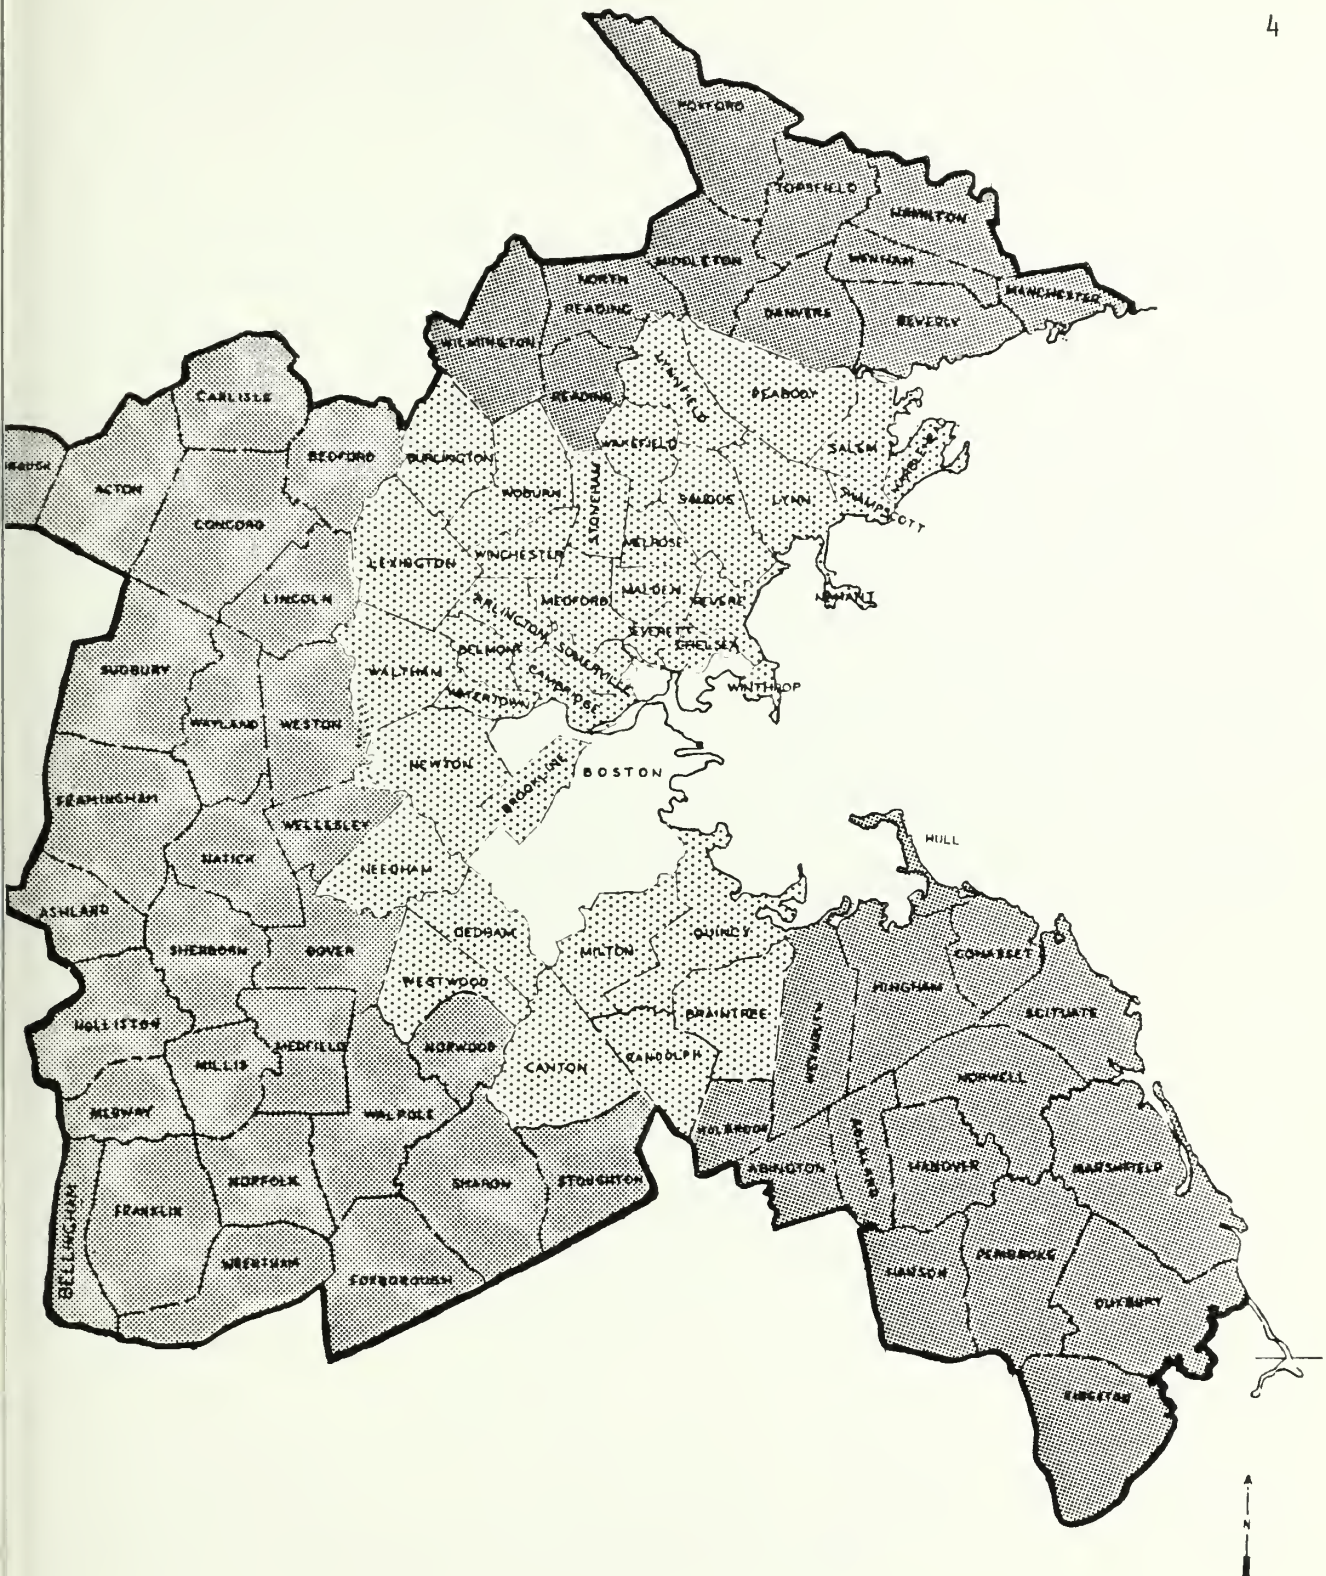 4
BOXFORD
TOPSFIELD
HAMILTON
MIDDLETON
WENHAM
NORTH
READING
MANCHESTER
DANVERS
BEVERLY
WILMINGTON
LYNNFIELD
READING
PEABODY
CARLISLE
WAKEFIELD
SALEM
BEDFORD
BURLINGTON
ACTON
WOBURN
STONEHAM
SAUGUS
LYNN
SWAMPSCOTT
CONCORD
MELROSE
WINCHESTER
LEXINGTON
LINCOLN
MEDFORD
MALDEN
REVERE
NAHANT
ARLINGTON
EVERETT
CHELSEA
BELMONT
SOMERVILLE
SUDBURY
WALTHAM
CAMBRIDGE
WINTHROP
WATERTOWN
WAYLAND
WESTON
NEWTON
BROOKLINE
BOSTON
FRAMINGHAM
WELLESLEY
HULL
NATICK
NEEDHAM
ASHLAND
DEDHAM
QUINCY
SHERBORN
DOVER
MILTON
COHASSET
WESTWOOD
HINGHAM
HOLLISTON
BRAINTREE
SCITUATE
WEYMOUTH
MEDFIELD
NORWOOD
RANDOLPH
MILLIS
CANTON
NORWELL
MEDWAY
WALPOLE
HOLBROOK
ABINGTON
ROCKLAND
HANOVER
MARSHFIELD
NORFOLK
SHARON
STOUGHTON
FRANKLIN
BELLINGHAM
WRENTHAM
FOXBOROUGH
HANSON
PEMBROKE
DUXBURY
KINGSTON
N